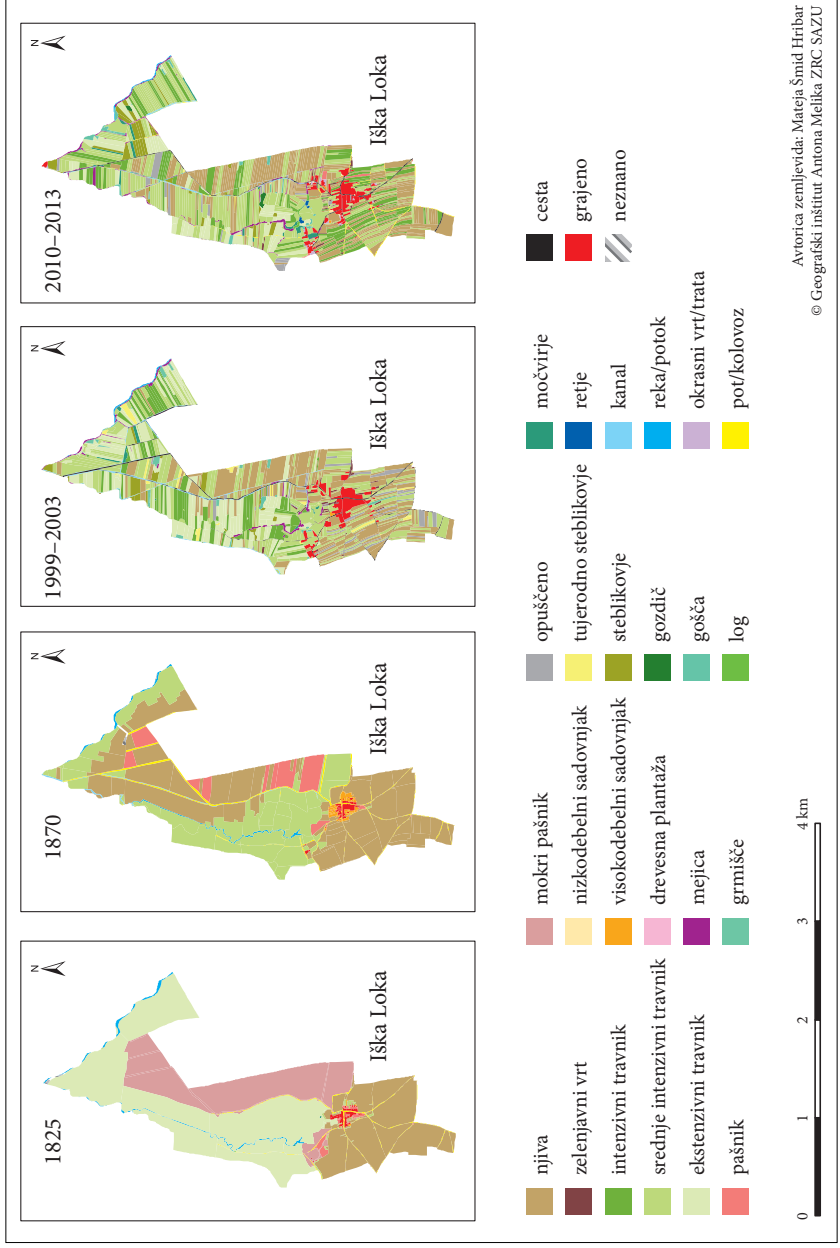 1825
N
Iška Loka
1870
N
Iška Loka
1999–2003
N
Iška Loka
2010–2013
N
Iška Loka
njiva
zelenjavni vrt
intenzivni travnik
srednje intenzivni travnik
ekstenzivni travnik
pašnik
mokri pašnik
nizkodebelni sadovnjak
visokodebelni sadovnjak
drevesna plantaža
mejica
grmišče
opuščeno
tujerodno steblikovje
steblikovje
gozdič
gošča
log
močvirje
retje
kanal
reka/potok
okrasni vrt/trata
pot/kolovoz
cesta
grajeno
neznano
0 1 2 3 4 km
Avtorica zemljevida: Mateja Šmid Hribar
© Geografski inštitut Antona Melika ZRC SAZU